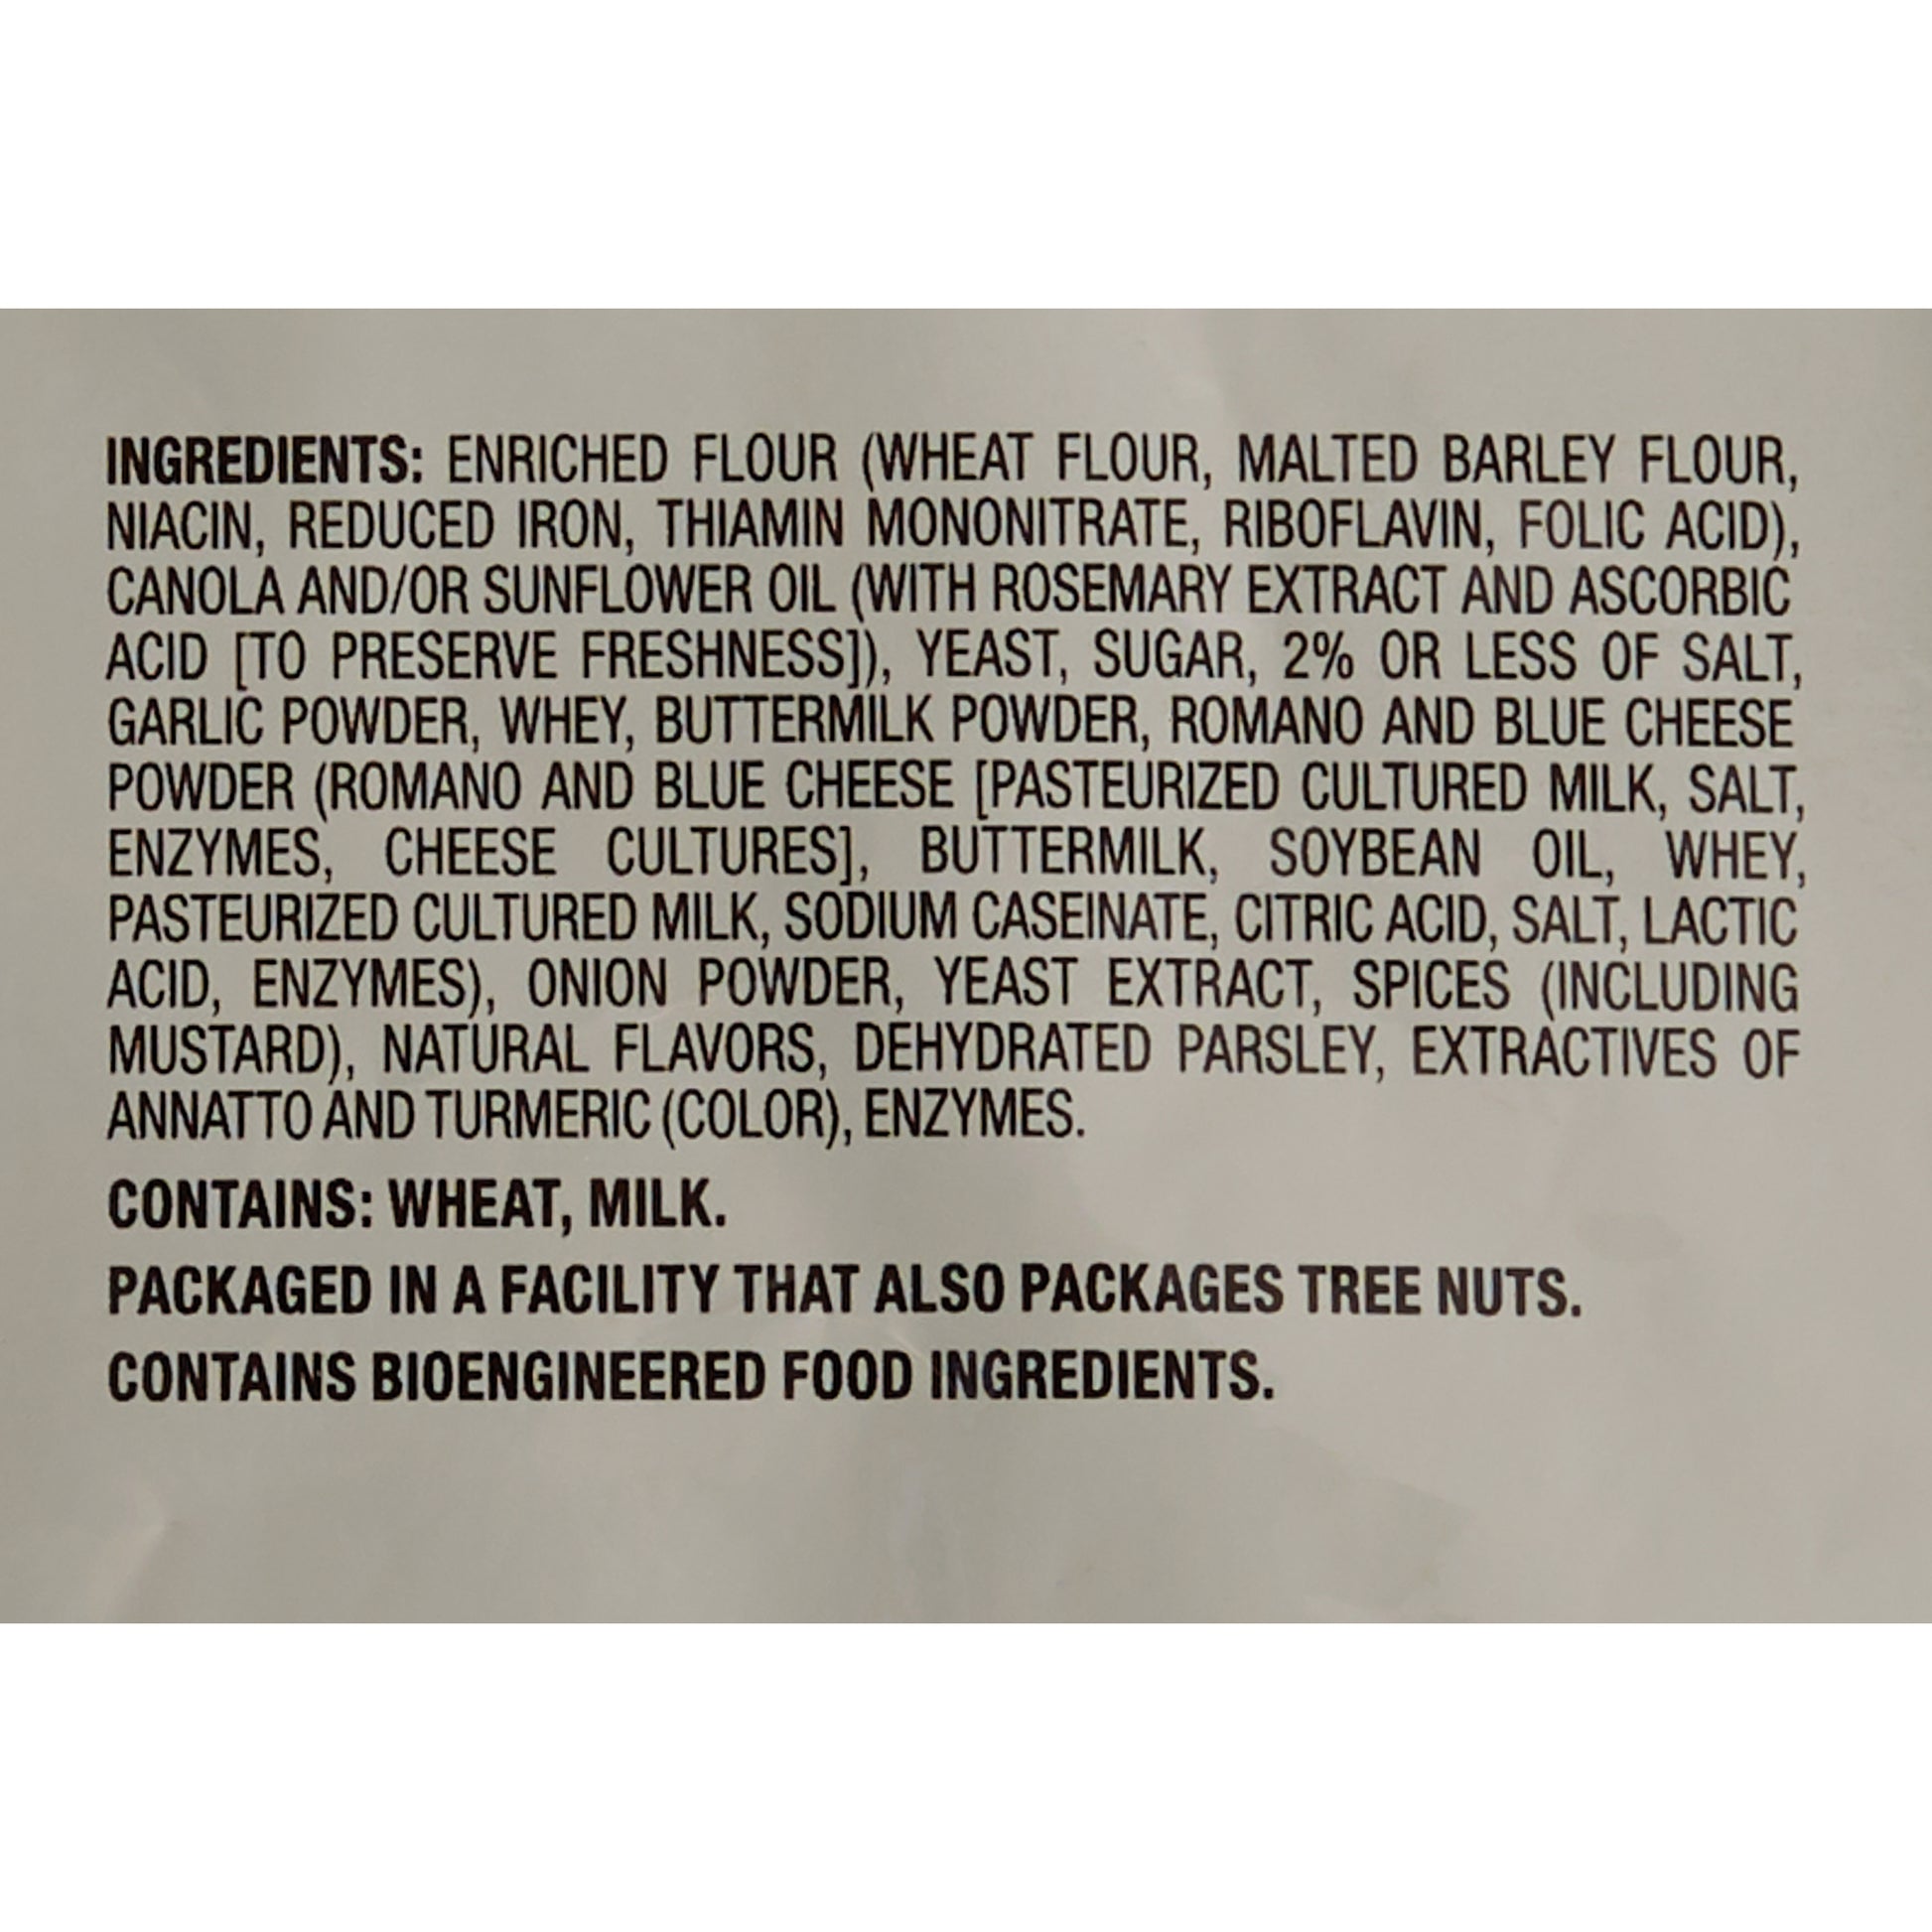 INGREDIENTS: ENRICHED FLOUR (WHEAT FLOUR, MALTED BARLEY FLOUR,
NIACIN, REDUCED IRON, THIAMIN MONONITRATE, RIBOFLAVIN, FOLIC ACID),
CANOLA AND/OR SUNFLOWER OIL (WITH ROSEMARY EXTRACT AND ASCORBIC
ACID [TO PRESERVE FRESHNESS]), YEAST, SUGAR, 2% OR LESS OF SALT,
GARLIC POWDER, WHEY, BUTTERMILK POWDER, ROMANO AND BLUE CHEESE
POWDER (ROMANO AND BLUE CHEESE [PASTEURIZED CULTURED MILK, SALT,
ENZYMES, CHEESE CULTURES], BUTTERMILK, SOYBEAN OIL, WHEY,
PASTEURIZED CULTURED MILK, SODIUM CASEINATE, CITRIC ACID, SALT, LACTIC
ACID, ENZYMES), ONION POWDER, YEAST EXTRACT, SPICES (INCLUDING
MUSTARD), NATURAL FLAVORS, DEHYDRATED PARSLEY, EXTRACTIVES OF
ANNATTO AND TURMERIC (COLOR), ENZYMES.
CONTAINS: WHEAT, MILK.
PACKAGED IN A FACILITY THAT ALSO PACKAGES TREE NUTS.
CONTAINS BIOENGINEERED FOOD INGREDIENTS.